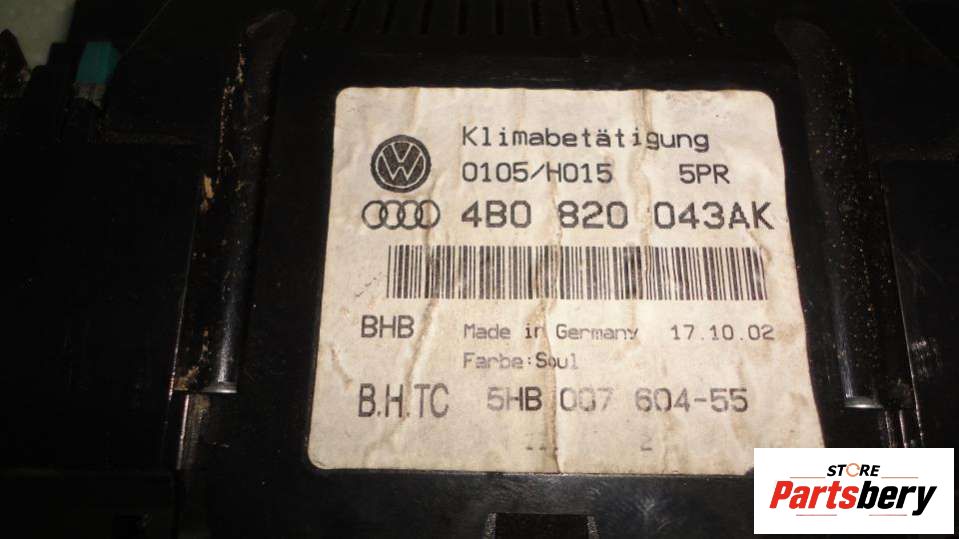 Klimabetätigung
0105/H015 5PR
4B0 820 043AK
BHB Made in Germany 17.10.02
Farbe:Soul
B.H.TC 5HB 007 604-55
STORE
Partsbery